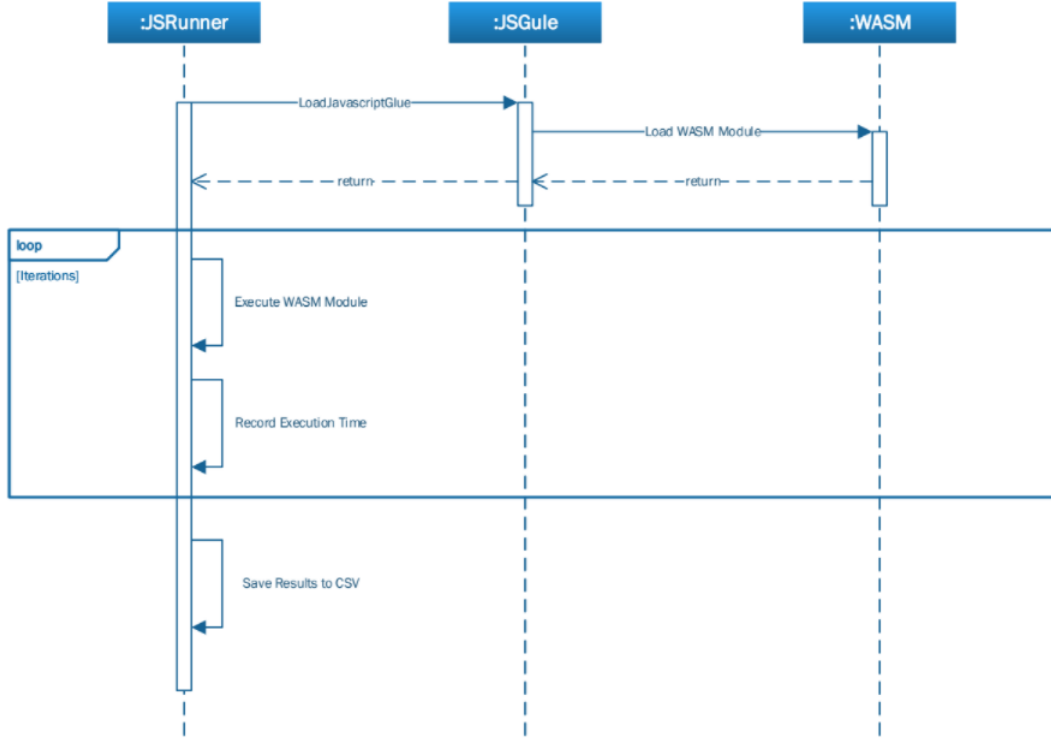 :JSRunner
:JSGule
:WASM
LoadJavascriptGlue
Load WASM Module
return
return
loop
[Iterations]
Execute WASM Module
Record Execution Time
Save Results to CSV